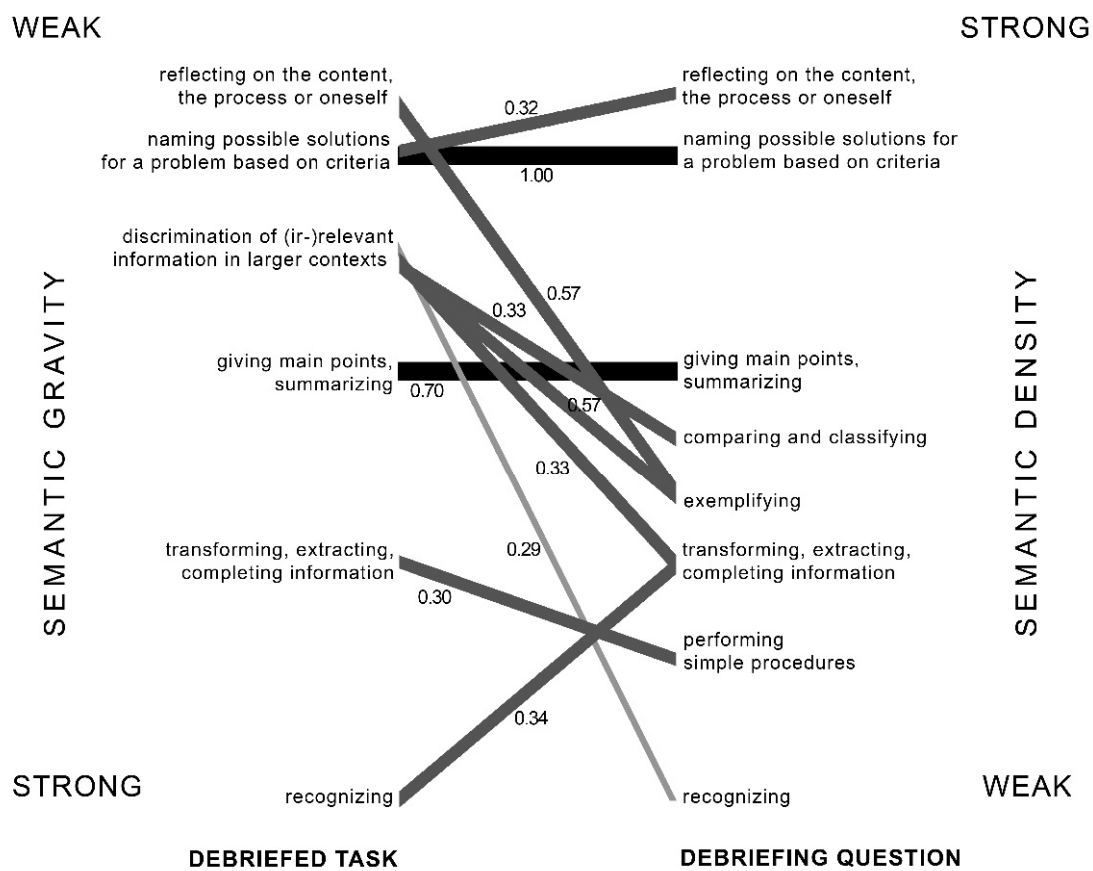 WEAK
STRONG
reflecting on the content,
the process or oneself
reflecting on the content,
the process or oneself
0.32
naming possible solutions
for a problem based on criteria
naming possible solutions for
a problem based on criteria
1.00
discrimination of (ir-)relevant
information in larger contexts
0.57
0.33
SEMANTIC GRAVITY
SEMANTIC DENSITY
giving main points,
summarizing
giving main points,
summarizing
0.70
0.57
comparing and classifying
0.33
exemplifying
transforming, extracting,
completing information
0.29
transforming, extracting,
completing information
0.30
performing
simple procedures
0.34
STRONG
recognizing
recognizing
WEAK
DEBRIEFED TASK
DEBRIEFING QUESTION